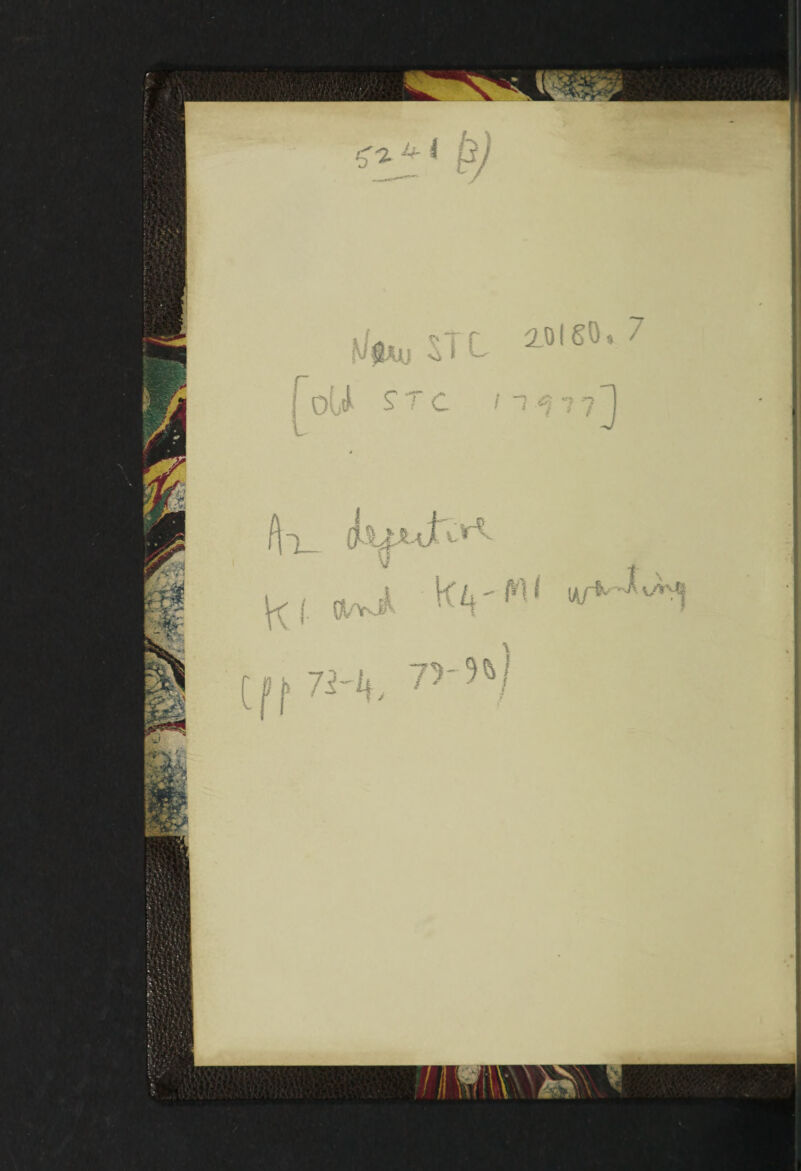 5241 (3)
New STC 20180.7
[Old STC 17977]
A2 defective
K1 and K4-M1 wanting
(pp 73-4, 79-90)